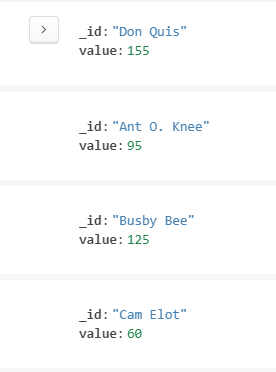 _id: "Don Quis"
value: 155
_id: "Ant O. Knee"
value: 95
_id: "Busby Bee"
value: 125
_id: "Cam Elot"
value: 60